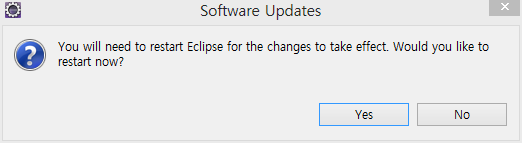 Software Updates
You will need to restart Eclipse for the changes to take effect. Would you like to
restart now?
Yes No